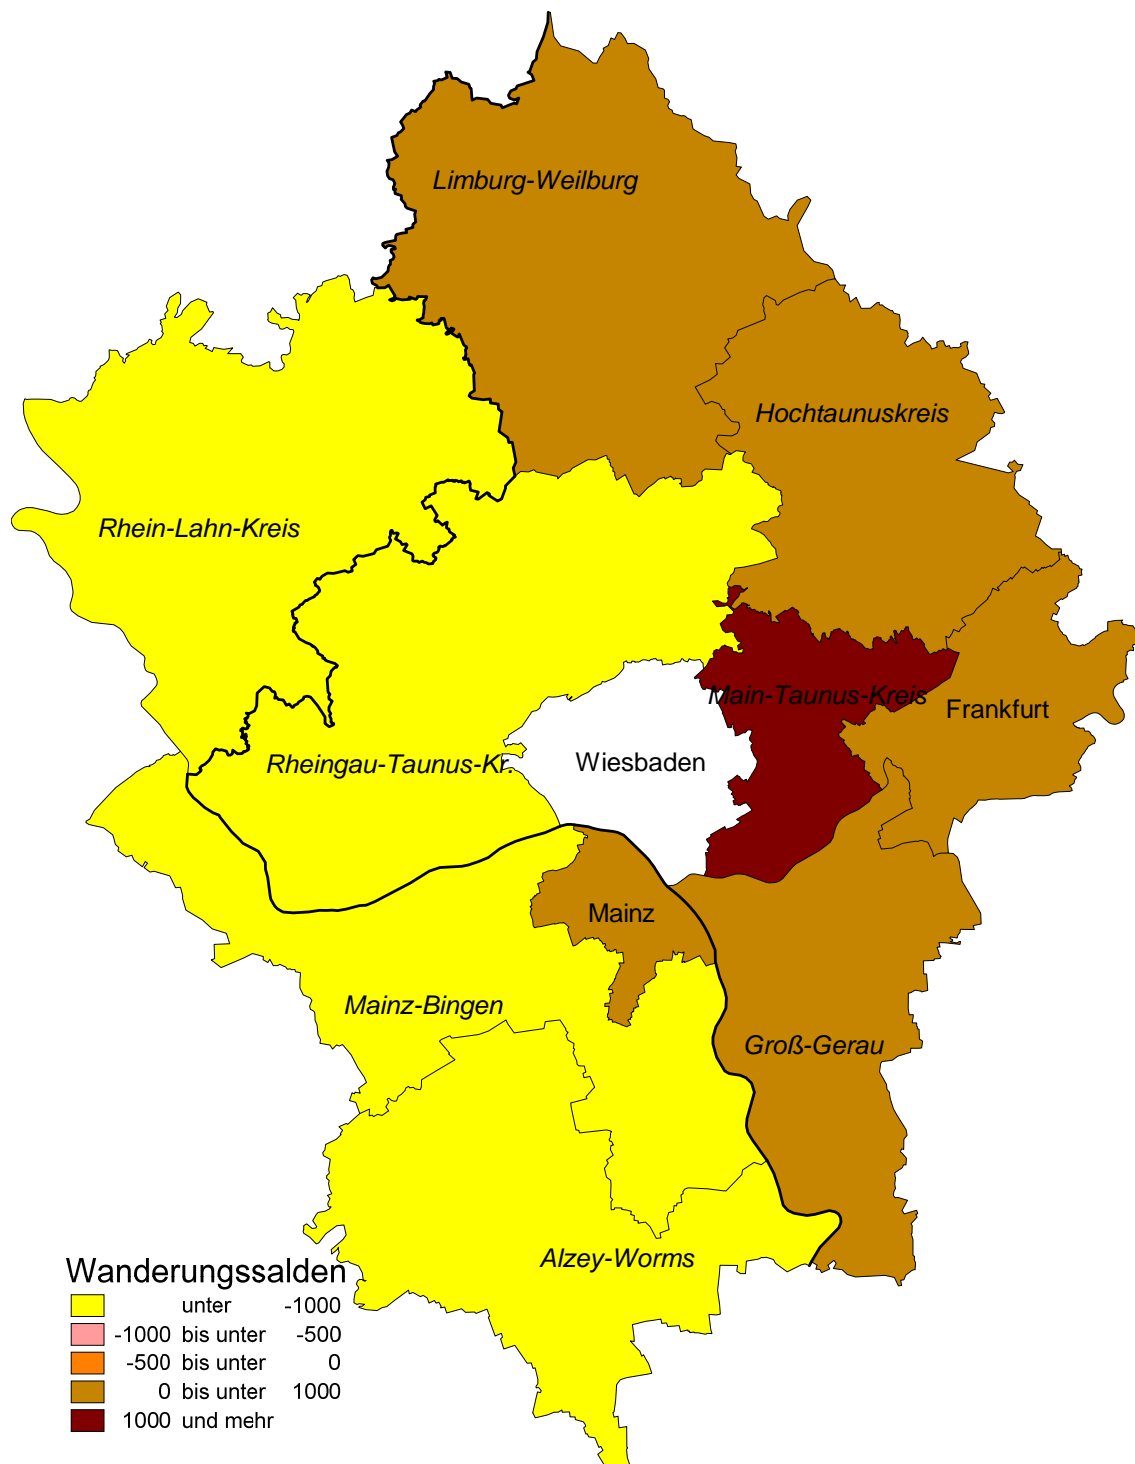 Limburg-Weilburg
Hochtaunuskreis
Rhein-Lahn-Kreis
Main-Taunus-Kreis
Frankfurt
Rheingau-Taunus-Kr.
Wiesbaden
Mainz
Mainz-Bingen
Groß-Gerau
Alzey-Worms
Wanderungssalden
unter -1000
-1000 bis unter -500
-500 bis unter 0
0 bis unter 1000
1000 und mehr